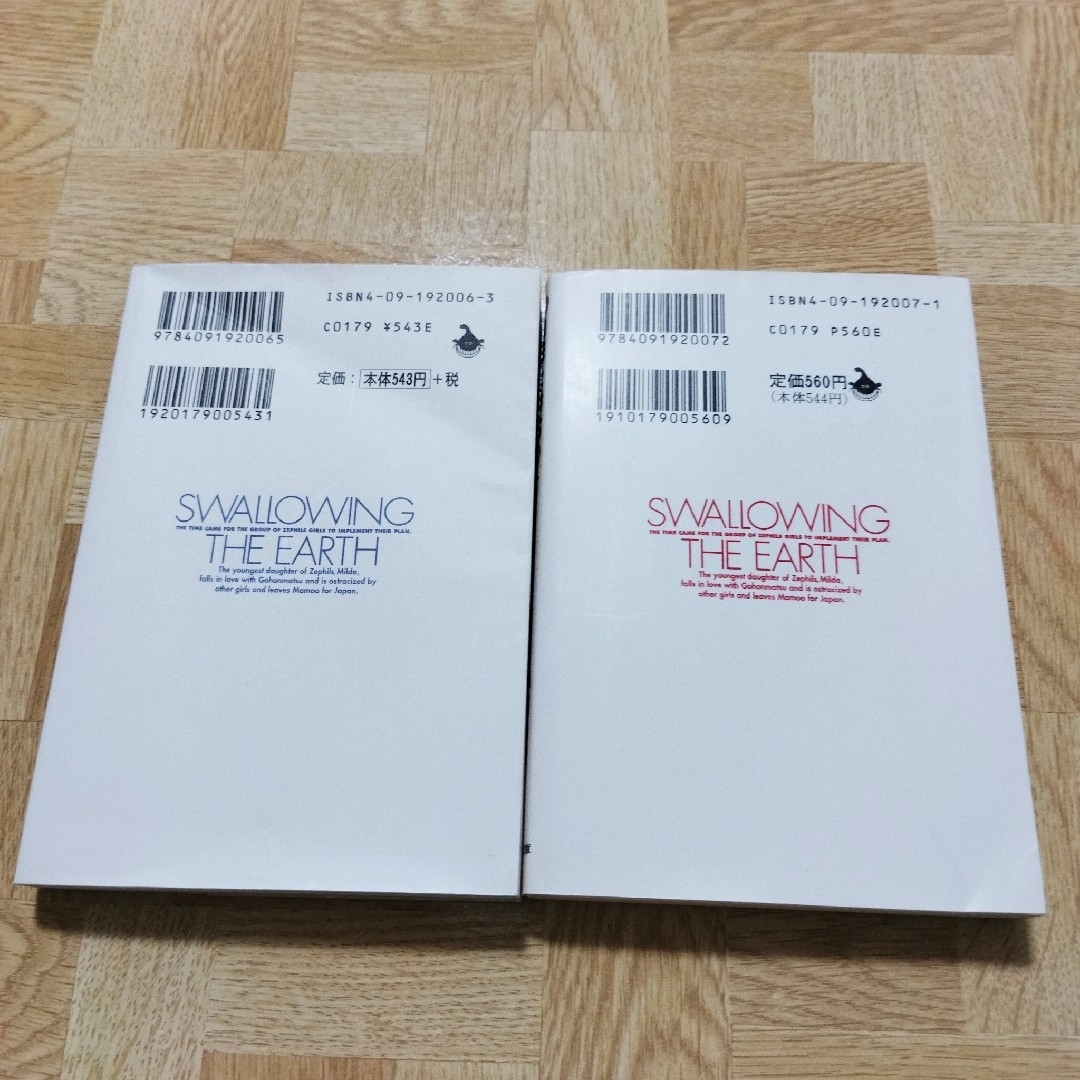 ISBN4-09-192006-3
9784091920065
C0179 ¥543E
定価：本体543円＋税
1920179005431
SWALLOWING
THE TIME CAME FOR THE GROUP OF ZEPHILS GIRLS TO IMPLEMENT THEIR PLAN.
THE EARTH
The youngest daughter of Zephils, Milda,
falls in love with Gohonmatsu and is ostracized by
other girls and leaves Mamoo for Japan.
ISBN4-09-192007-1
9784091920072
C0179 P560E
定価560円
（本体544円）
1910179005609
SWALLOWING
THE TIME CAME FOR THE GROUP OF ZEPHILS GIRLS TO IMPLEMENT THEIR PLAN.
THE EARTH
The youngest daughter of Zephils, Milda,
falls in love with Gohonmatsu and is ostracized by
other girls and leaves Mamoo for Japan.
庫